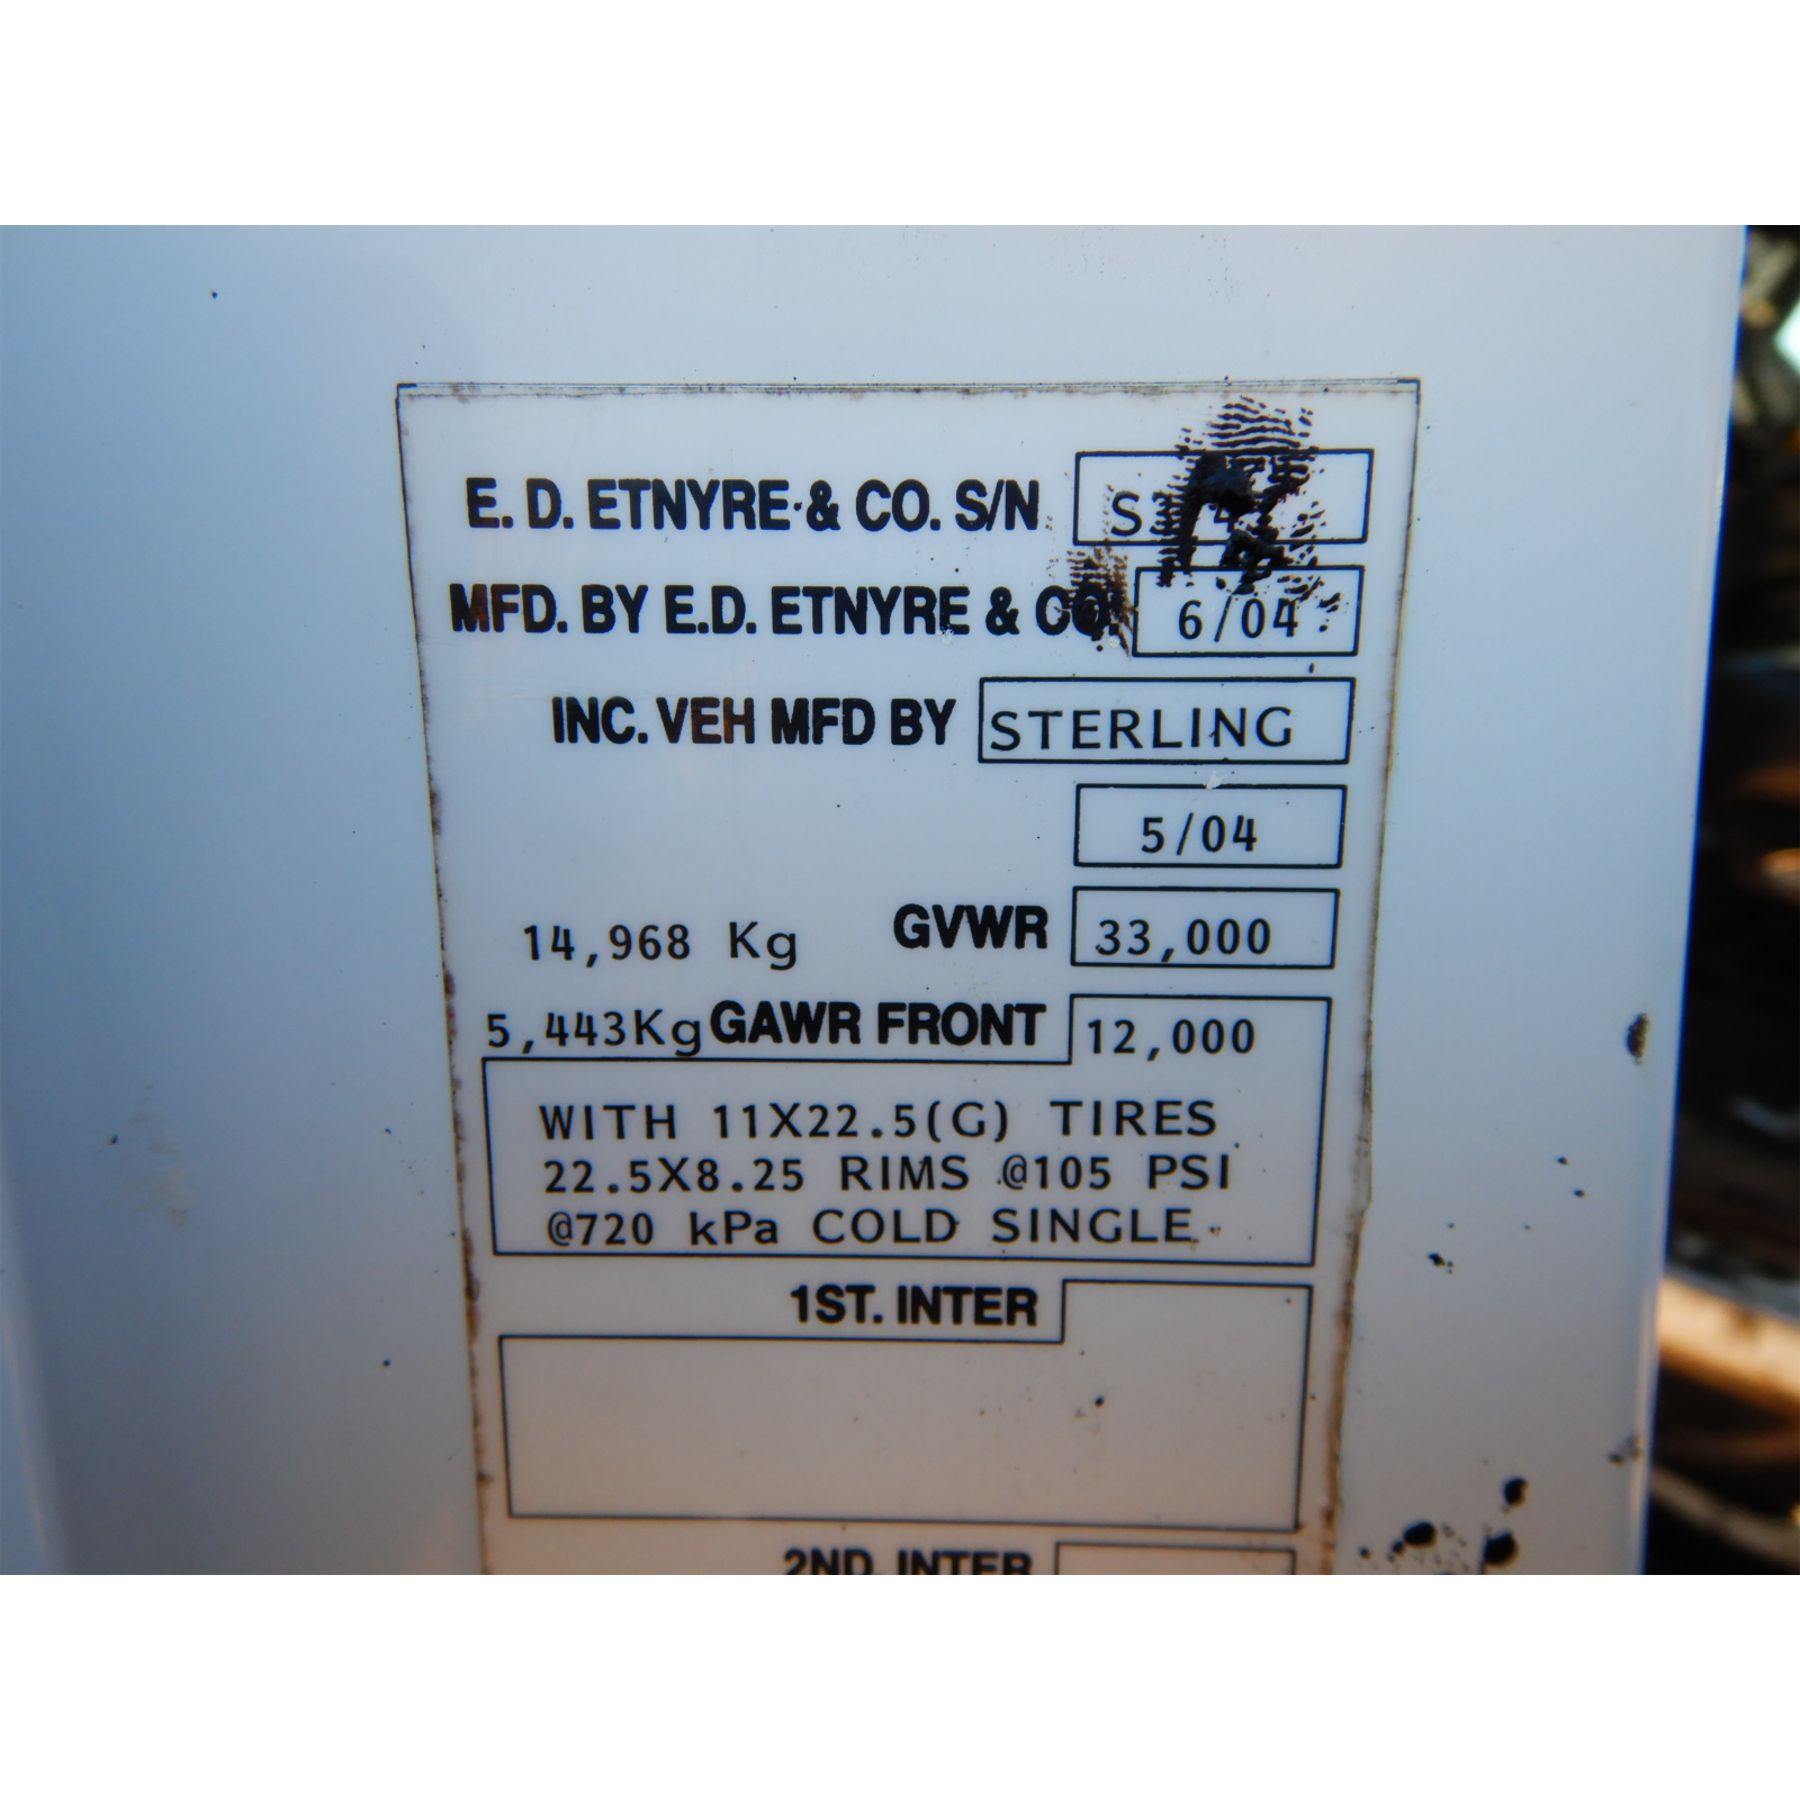 E. D. ETNYRE & CO. S/N
MFD. BY E.D. ETNYRE & CO. 6/04
INC. VEH MFD BY STERLING
5/04
14,968 Kg GVWR 33,000
5,443Kg GAWR FRONT 12,000
WITH 11X22.5(G) TIRES
22.5X8.25 RIMS @105 PSI
@720 kPa COLD SINGLE
1ST. INTER
2ND. INTER